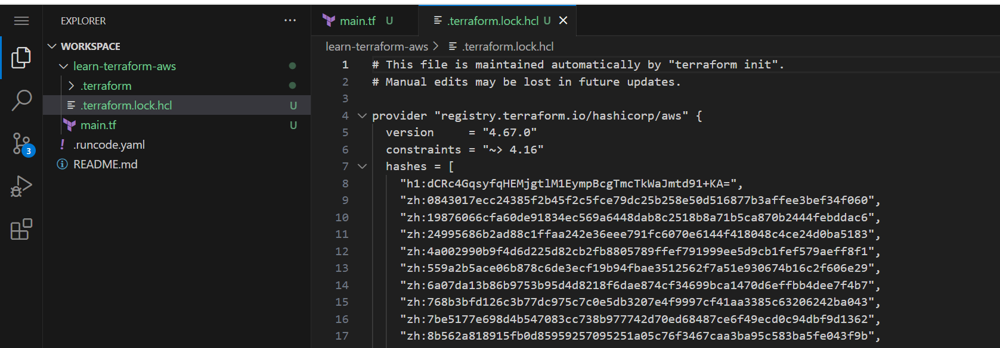 EXPLORER
WORKSPACE
learn-terraform-aws
.terraform
.terraform.lock.hcl U
main.tf U
.runcode.yaml
README.md
3
main.tf U
.terraform.lock.hcl U
learn-terraform-aws > .terraform.lock.hcl
1 # This file is maintained automatically by "terraform init".
2 # Manual edits may be lost in future updates.
3
4 provider "registry.terraform.io/hashicorp/aws" {
5 version = "4.67.0"
6 constraints = "~> 4.16"
7 hashes = [
8 "h1:dCRc4GqsyfqHEMjgtlM1EympBcgTmcTkWaJmtd91+KA=",
9 "zh:0843017ecc24385f2b45f2c5fce79dc25b258e50d516877b3affee3bef34f060",
10 "zh:19876066cfa60de91834ec569a6448dab8c2518b8a71b5ca870b2444febddac6",
11 "zh:24995686b2ad88c1ffaa242e36eee791fc6070e6144f418048c4ce24d0ba5183",
12 "zh:4a002990b9f4d6d225d82cb2fb8805789ffef791999ee5d9cb1fef579aeff8f1",
13 "zh:559a2b5ace06b878c6de3ecf19b94fbae3512562f7a51e930674b16c2f606e29",
14 "zh:6a07da13b86b9753b95d4d8218f6dae874cf34699bca1470d6effbb4dee7f4b7",
15 "zh:768b3bfd126c3b77dc975c7c0e5db3207e4f9997cf41aa3385c63206242ba043",
16 "zh:7be5177e698d4b547083cc738b977742d70ed68487ce6f49ecd0c94dbf9d1362",
17 "zh:8b562a818915fb0d85959257095251a05c76f3467caa3ba95c583ba5fe043f9b",